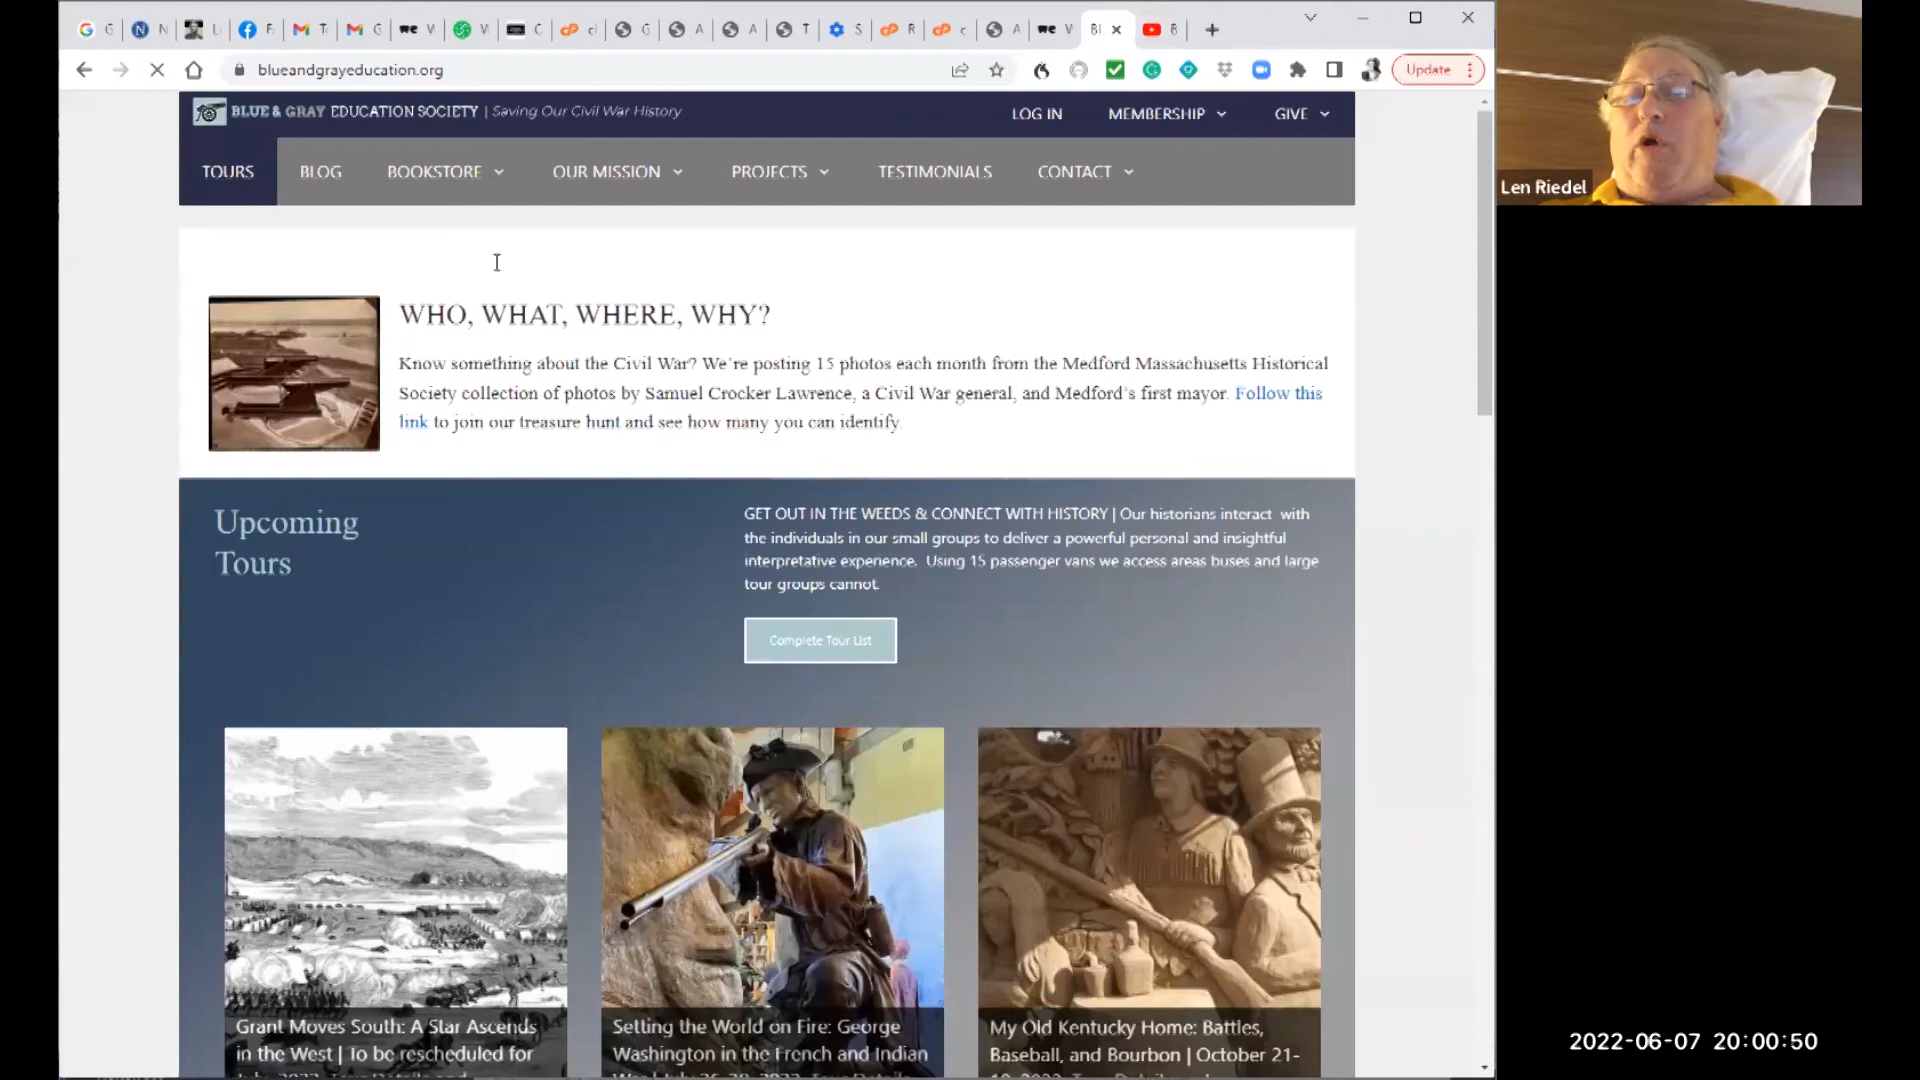 blueandgrayeducation.org
Update
BLUE & GRAY EDUCATION SOCIETY | Saving Our Civil War History
LOG IN
MEMBERSHIP
GIVE
TOURS
BLOG
BOOKSTORE
OUR MISSION
PROJECTS
TESTIMONIALS
CONTACT
Len Riedel
WHO, WHAT, WHERE, WHY?
Know something about the Civil War? We're posting 15 photos each month from the Medford Massachusetts Historical
Society collection of photos by Samuel Crocker Lawrence, a Civil War general, and Medford's first mayor. Follow this
link to join our treasure hunt and see how many you can identify.
Upcoming
Tours
GET OUT IN THE WEEDS & CONNECT WITH HISTORY | Our historians interact with
the individuals in our small groups to deliver a powerful personal and insightful
interpretative experience. Using 15 passenger vans we access areas buses and large
tour groups cannot.
Complete Tour List
Grant Moves South: A Star Ascends
in the West | To be rescheduled for
Setting the World on Fire: George
Washington in the French and Indian
My Old Kentucky Home: Battles,
Baseball, and Bourbon | October 21-
2022-06-07 20:00:50